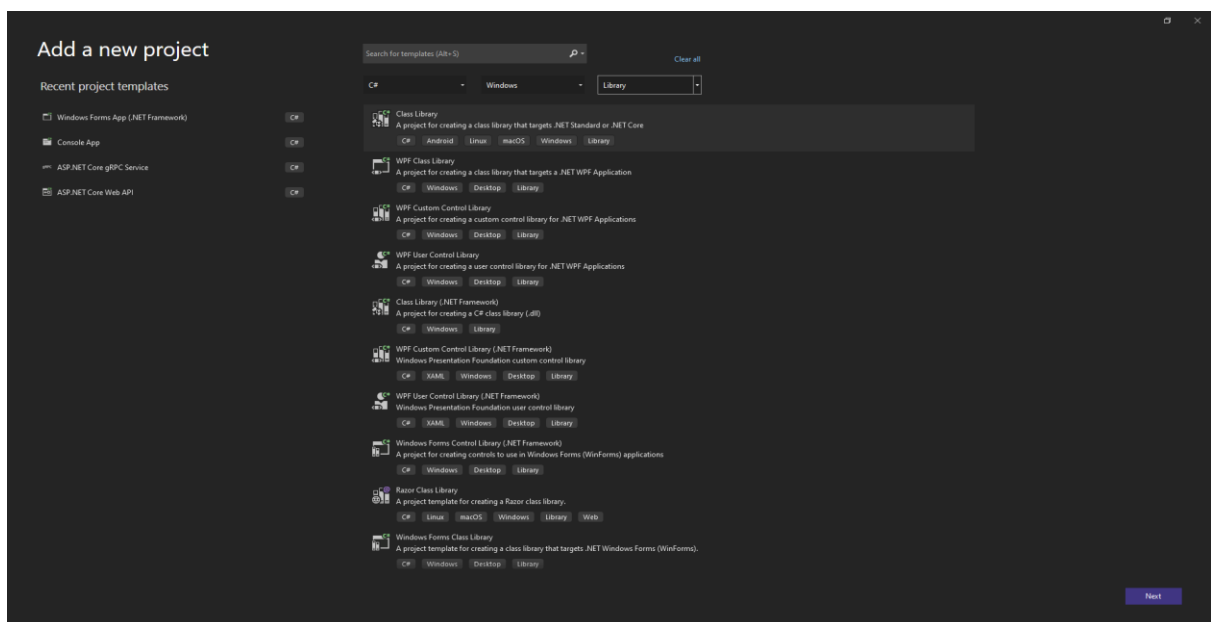 Add a new project
Recent project templates
Windows Forms App (.NET Framework) C#
Console App C#
ASP.NET Core gRPC Service C#
ASP.NET Core Web API C#
Search for templates (Alt+S)
Clear all
C# Windows Library
Class Library
A project for creating a class library that targets .NET Standard or .NET Core
C# Android Linux macOS Windows Library
WPF Class Library
A project for creating a class library that targets a .NET WPF Application
C# Windows Desktop Library
WPF Custom Control Library
A project for creating a custom control library for .NET WPF Applications
C# Windows Desktop Library
WPF User Control Library
A project for creating a user control library for .NET WPF Applications
C# Windows Desktop Library
Class Library (.NET Framework)
A project for creating a C# class library (.dll)
C# Windows Library
WPF Custom Control Library (.NET Framework)
Windows Presentation Foundation custom control library
C# XAML Windows Desktop Library
WPF User Control Library (.NET Framework)
Windows Presentation Foundation user control library
C# XAML Windows Desktop Library
Windows Forms Control Library (.NET Framework)
A project for creating controls to use in Windows Forms (WinForms) applications
C# Windows Desktop Library
Razor Class Library
A project template for creating a Razor class library.
C# Linux macOS Windows Library Web
Windows Forms Class Library
A project template for creating a class library that targets .NET Windows Forms (WinForms).
C# Windows Desktop Library
Next